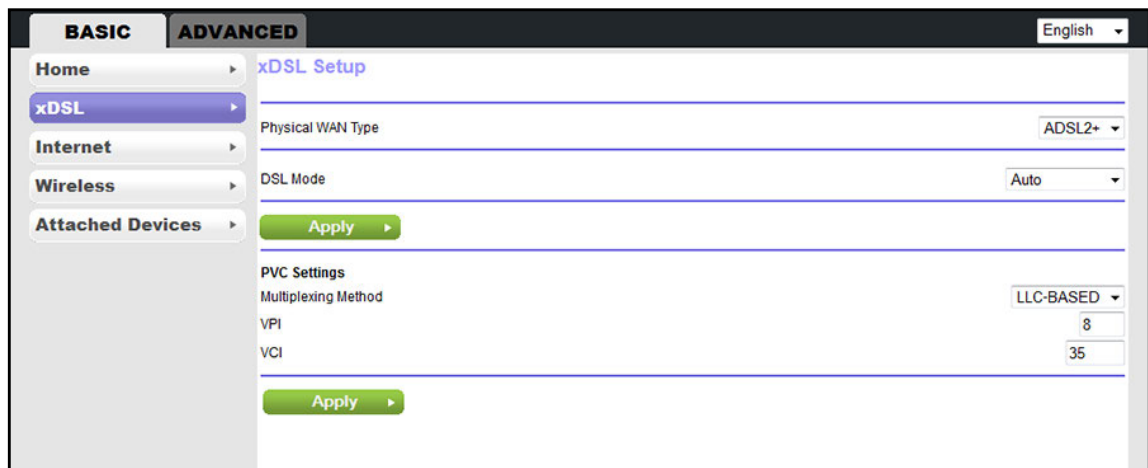 BASIC ADVANCED English
Home
xDSL
Internet
Wireless
Attached Devices
xDSL Setup
Physical WAN Type ADSL2+
DSL Mode Auto
Apply
PVC Settings
Multiplexing Method LLC-BASED
VPI 8
VCI 35
Apply